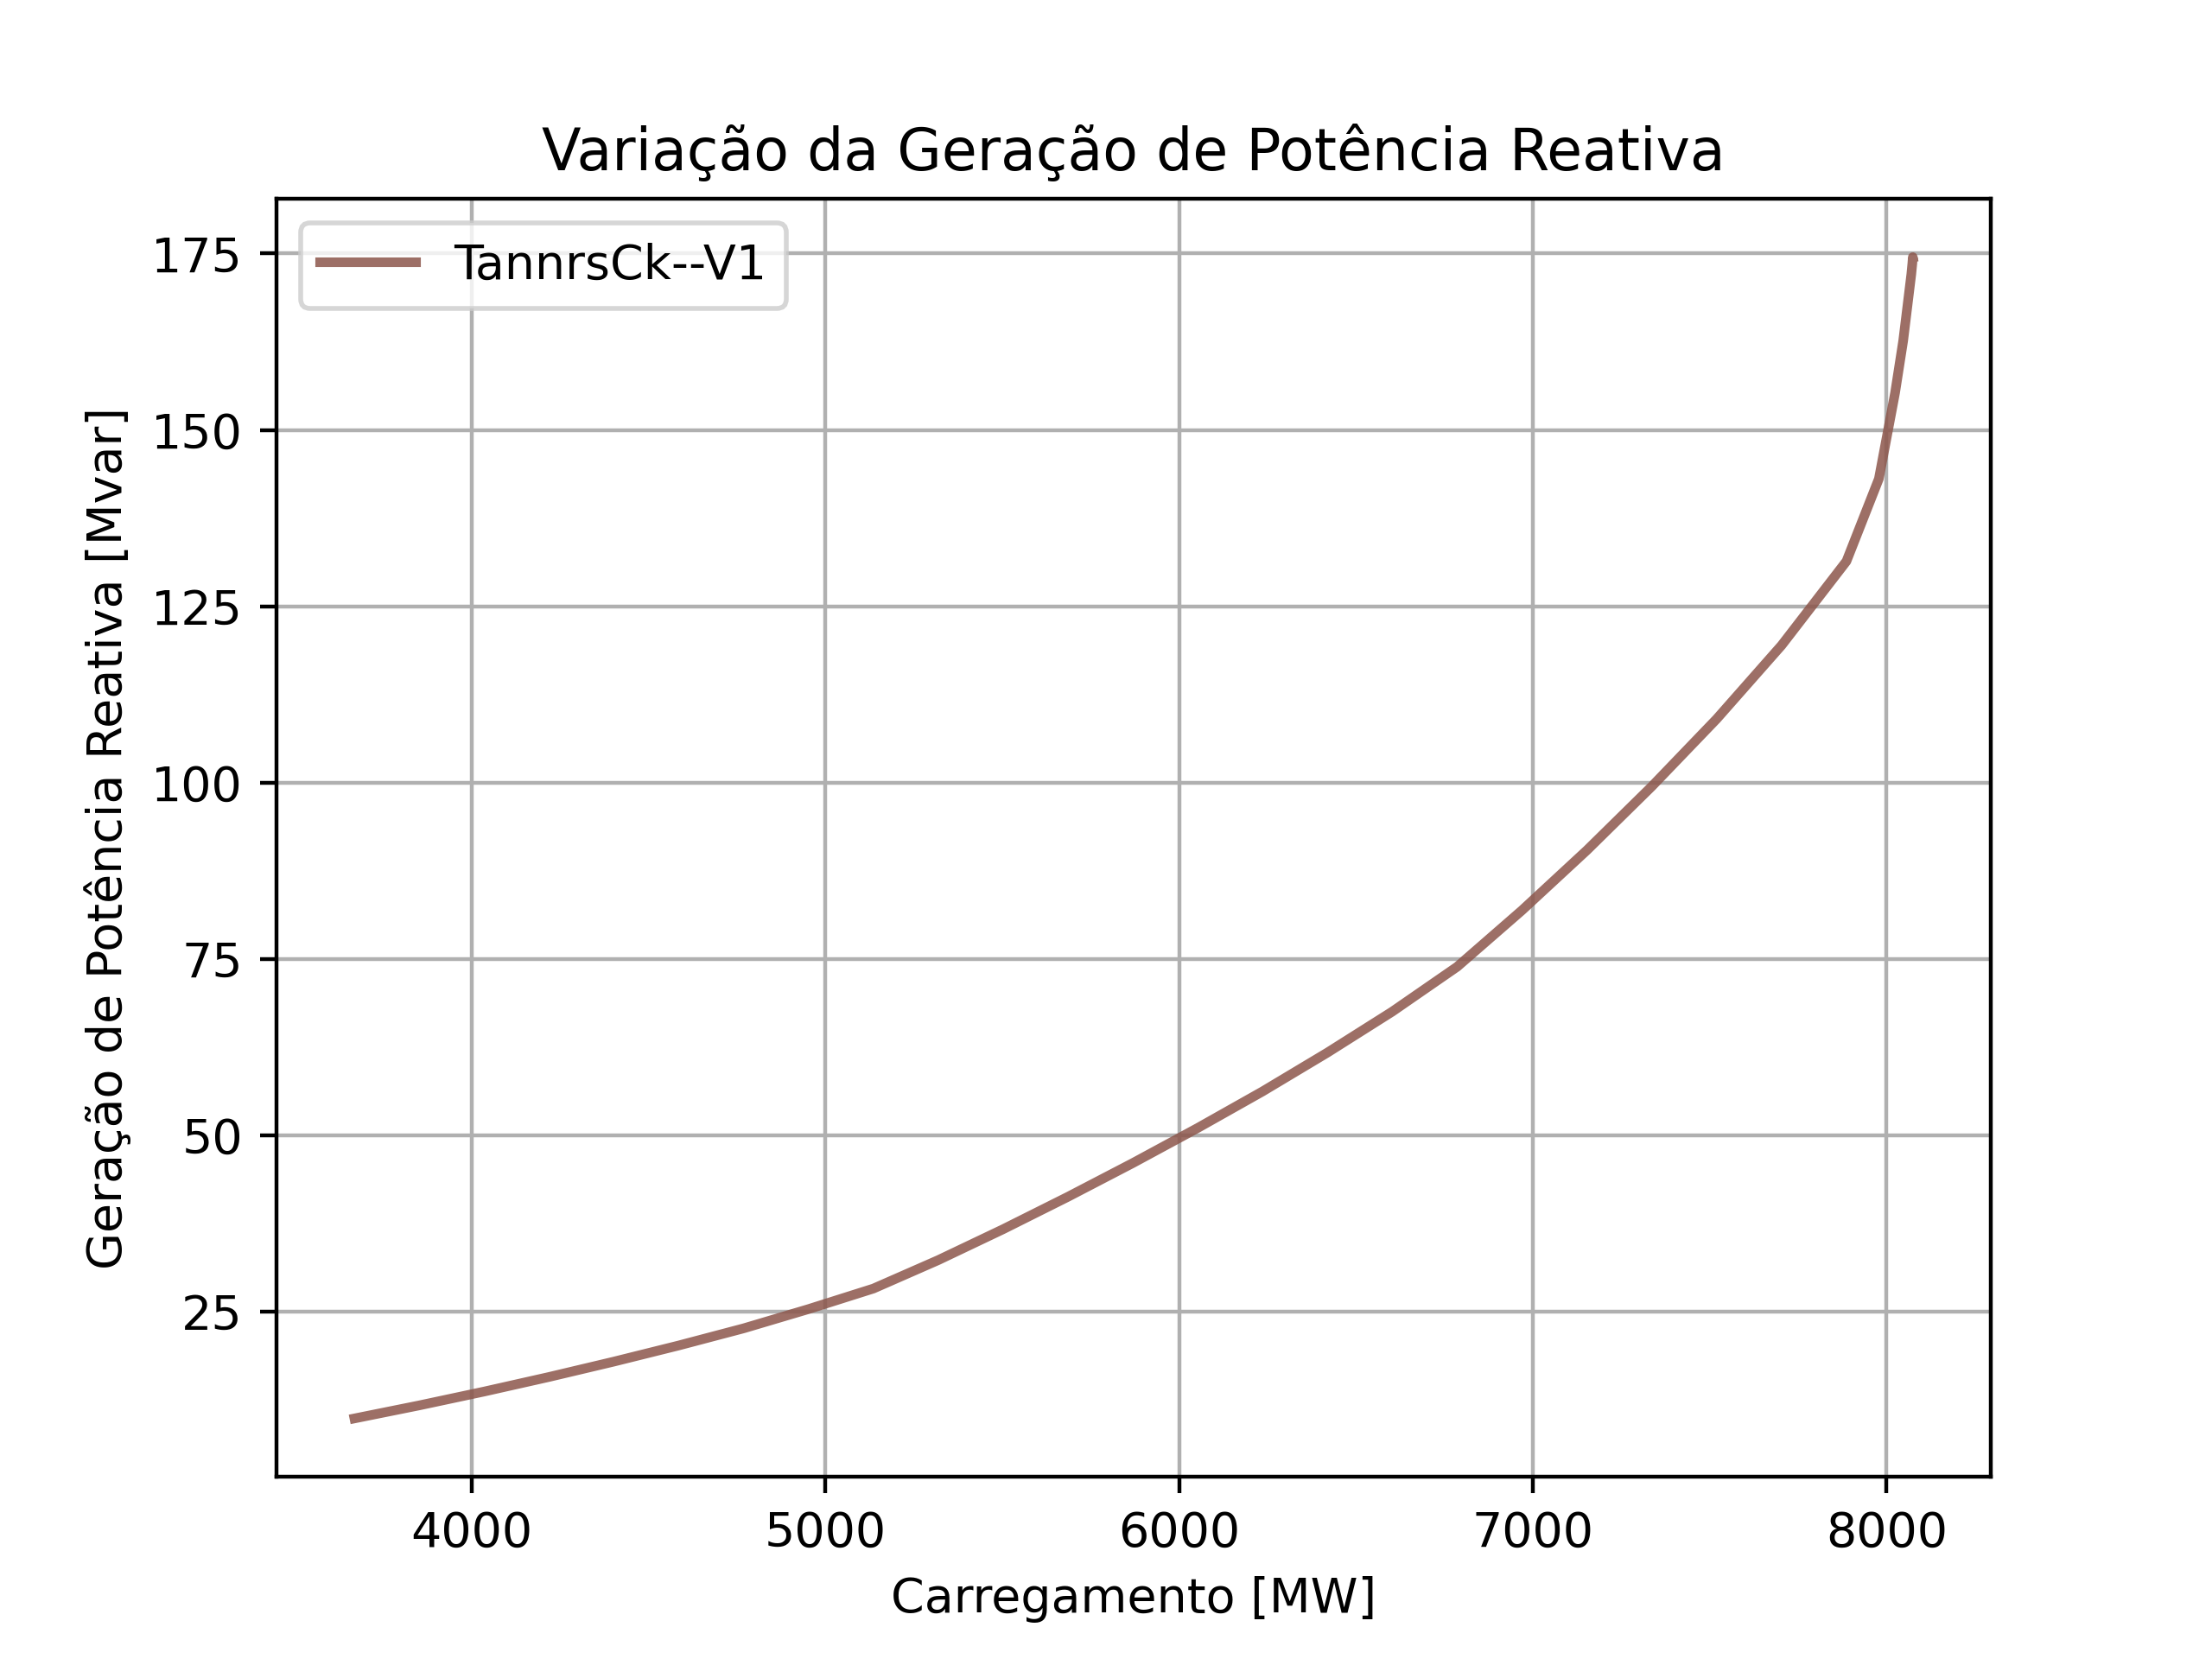 Variação da Geração de Potência Reativa
TannrsCk--V1
Geração de Potência Reativa [Mvar]
175
150
125
100
75
50
25
4000 5000 6000 7000 8000
Carregamento [MW]